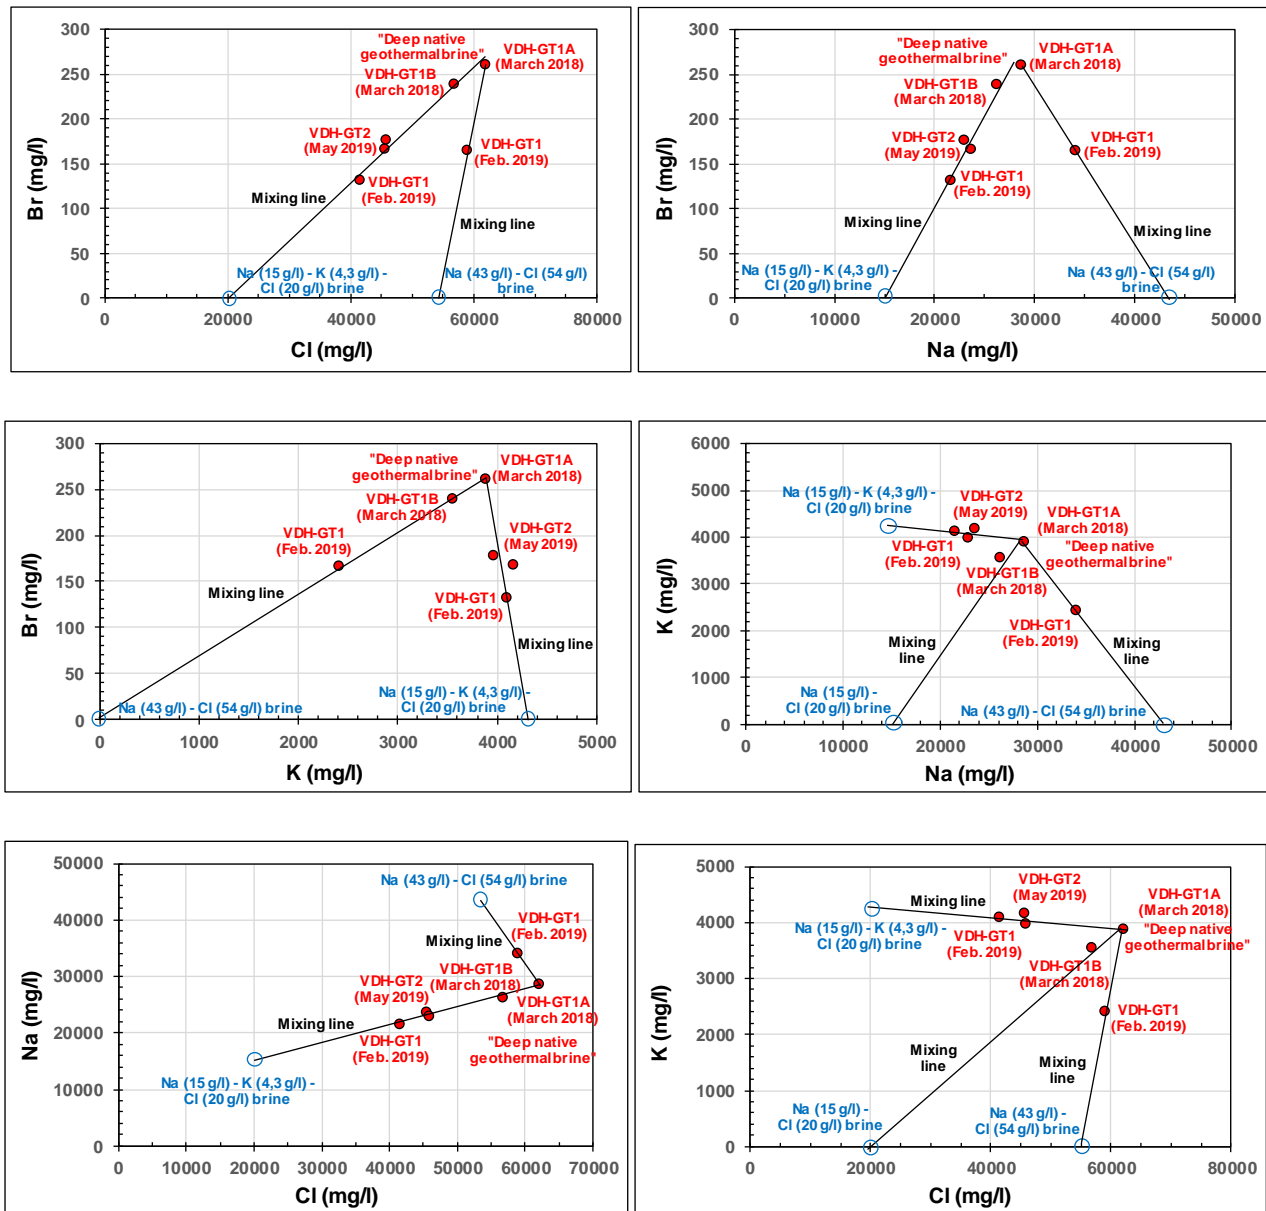 300
250
200
150
100
50
0
Br (mg/l)
"Deep native
geothermalbrine"
VDH-GT1A
(March 2018)
VDH-GT1B
(March 2018)
VDH-GT2
(May 2019)
VDH-GT1
(Feb. 2019)
VDH-GT1
(Feb. 2019)
Mixing line
Mixing line
Na (15 g/l) - K (4,3 g/l) -
Cl (20 g/l) brine
Na (43 g/l) - Cl (54 g/l)
brine
0 20000 40000 60000 80000
Cl (mg/l)
300
250
200
150
100
50
0
Br (mg/l)
"Deep native
geothermalbrine"
VDH-GT1A
(March 2018)
VDH-GT1B
(March 2018)
VDH-GT2
(May 2019)
VDH-GT1
(Feb. 2019)
VDH-GT1
(Feb. 2019)
Mixing line
Mixing line
Na (15 g/l) - K (4,3 g/l) -
Cl (20 g/l) brine
Na (43 g/l) - Cl (54 g/l)
brine
0 10000 20000 30000 40000 50000
Na (mg/l)
300
250
200
150
100
50
0
Br (mg/l)
"Deep native
geothermalbrine"
VDH-GT1A
(March 2018)
VDH-GT1B
(March 2018)
VDH-GT2
(May 2019)
VDH-GT1
(Feb. 2019)
VDH-GT1
(Feb. 2019)
Mixing line
Mixing line
Na (43 g/l) - Cl (54 g/l) brine
Na (15 g/l) - K (4,3 g/l) -
Cl (20 g/l) brine
0 1000 2000 3000 4000 5000
K (mg/l)
6000
5000
4000
3000
2000
1000
0
K (mg/l)
Na (15 g/l) - K (4,3 g/l) -
Cl (20 g/l) brine
VDH-GT2
(May 2019)
VDH-GT1A
(March 2018)
"Deep native
geothermalbrine"
VDH-GT1
(Feb. 2019)
VDH-GT1B
(March 2018)
VDH-GT1
(Feb. 2019)
Mixing
line
Mixing
line
Na (15 g/l) -
Cl (20 g/l) brine
Na (43 g/l) - Cl (54 g/l) brine
0 10000 20000 30000 40000 50000
Na (mg/l)
50000
40000
30000
20000
10000
0
Na (mg/l)
Na (43 g/l) - Cl (54 g/l) brine
VDH-GT1
(Feb. 2019)
Mixing line
VDH-GT1B
(March 2018)
VDH-GT2
(May 2019)
VDH-GT1A
(March 2018)
Mixing line
VDH-GT1
(Feb. 2019)
"Deep native
geothermalbrine"
Na (15 g/l) - K (4,3 g/l) -
Cl (20 g/l) brine
0 10000 20000 30000 40000 50000 60000 70000
Cl (mg/l)
5000
4000
3000
2000
1000
0
K (mg/l)
Mixing line
VDH-GT2
(May 2019)
VDH-GT1A
(March 2018)
"Deep native
geothermalbrine"
Na (15 g/l) - K (4,3 g/l) -
Cl (20 g/l) brine
VDH-GT1
(Feb. 2019)
VDH-GT1B
(March 2018)
VDH-GT1
(Feb. 2019)
Mixing
line
Mixing
line
Na (15 g/l) -
Cl (20 g/l) brine
Na (43 g/l) -
Cl (54 g/l) brine
0 20000 40000 60000 80000
Cl (mg/l)